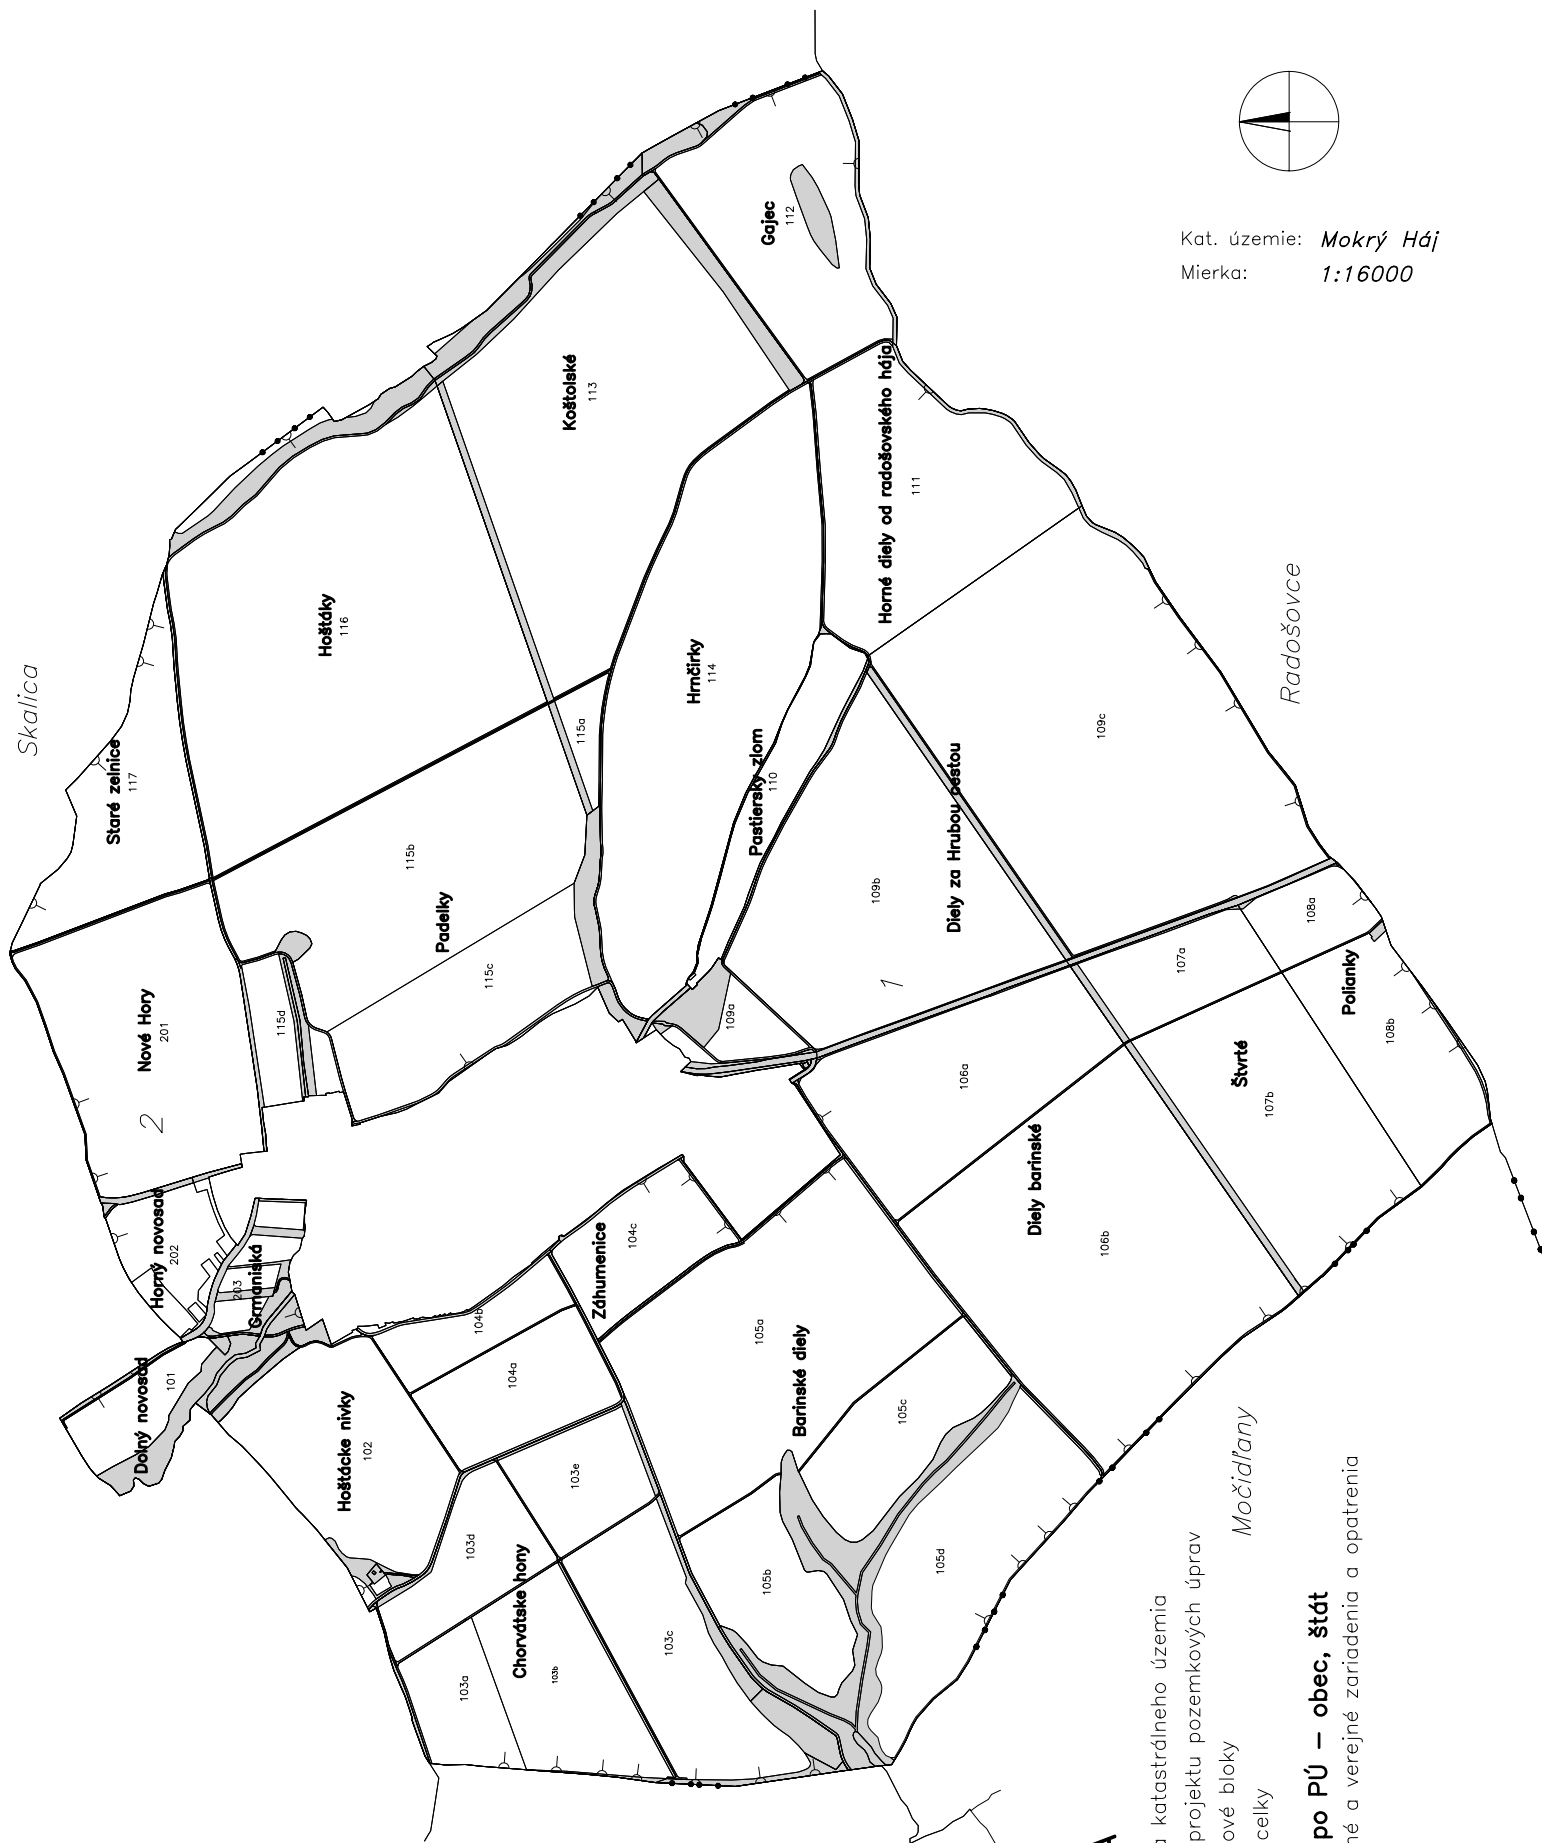 Skalica
Kat. územie: Mokrý Háj
Mierka: 1:16000
Gajec
112
Koštolské
113
Horné diely od radošovského hája
111
Hoštáky
116
Staré zelnice
117
Hrnčirky
114
115a
Pastiersky zlom
110
Radošovce
109c
Diely za Hrubou cestou
109b
109a
115b
Padelky
115c
115d
Nové Hory
201
2
1
107a
108a
Polianky
108b
Štvrté
107b
106a
Diely barinské
106b
Horný novosad
202
203
Grmaniská
Dolný novosad
101
Hoštácke nivky
102
104b
104a
Záhumenice
104c
105a
Barinské diely
105c
105b
105d
103e
103d
Chorvátske hony
103a
103b
103c
Močidľany
katastrálneho územia
projektu pozemkových úprav
ové bloky
celky
po PÚ – obec, štát
né a verejné zariadenia a opatrenia